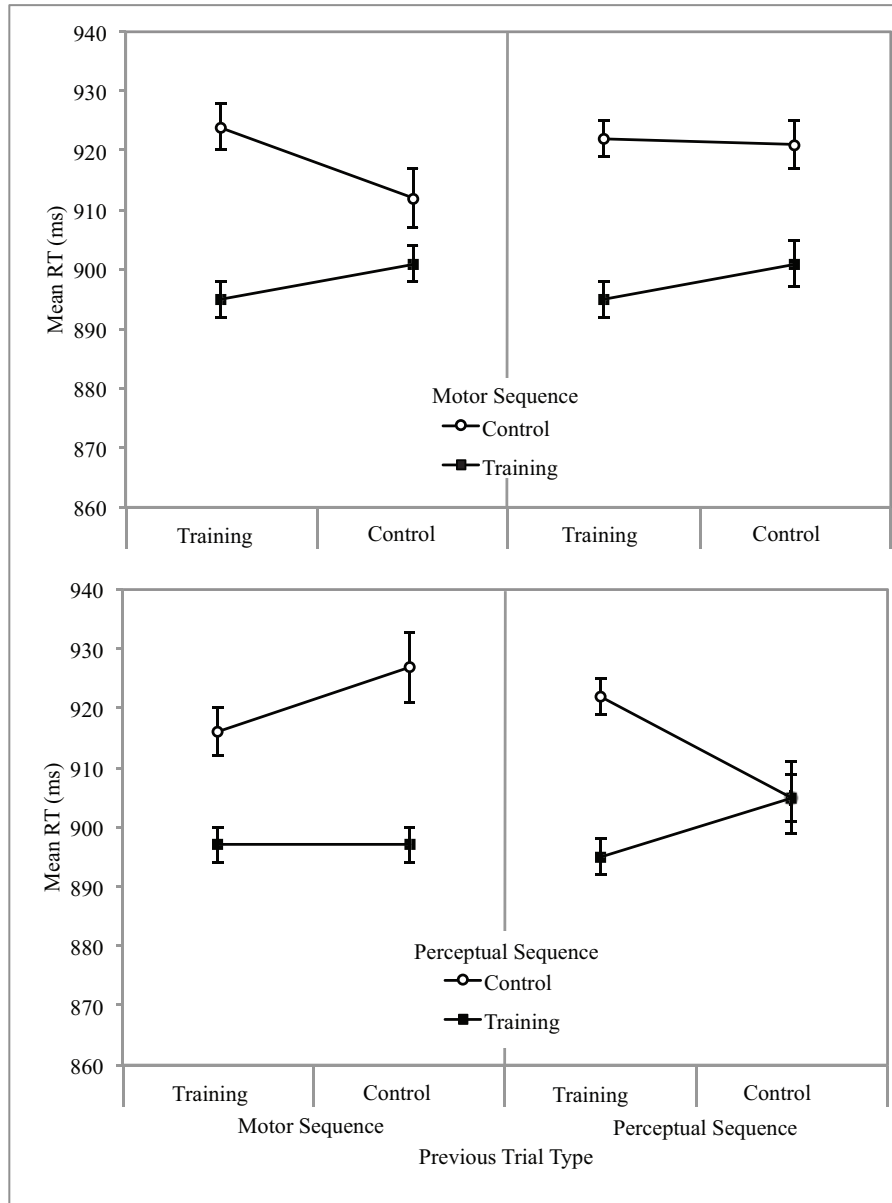 940
930
920
910
900
890
880
870
860
Mean RT (ms)
Motor Sequence
Control
Training
Training Control Training Control
940
930
920
910
900
890
880
870
860
Mean RT (ms)
Perceptual Sequence
Control
Training
Training Control Training Control
Motor Sequence Perceptual Sequence
Previous Trial Type